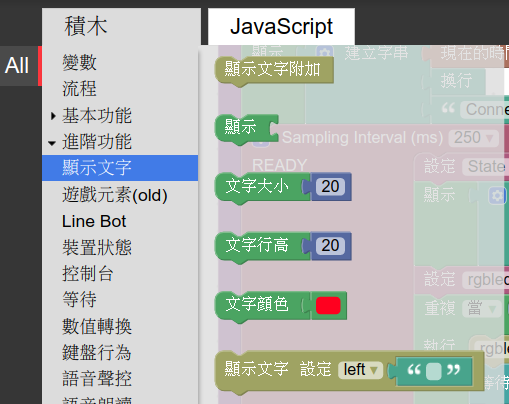 積木
JavaScript
All
變數
流程
基本功能
進階功能
顯示文字
遊戲元素(old)
Line Bot
裝置狀態
控制台
等待
數值轉換
鍵盤行為
語音聲控
語音朗讀
顯示文字附加
顯示
文字大小 20
文字行高 20
文字顏色
顯示文字 設定 left “ ”
顯示 建立字串 現在的時間
換行
“ Conne
Sampling Interval (ms) 250
READY 設定 State
顯示
設定 rgbled
重複 當
執行 rgble
等待